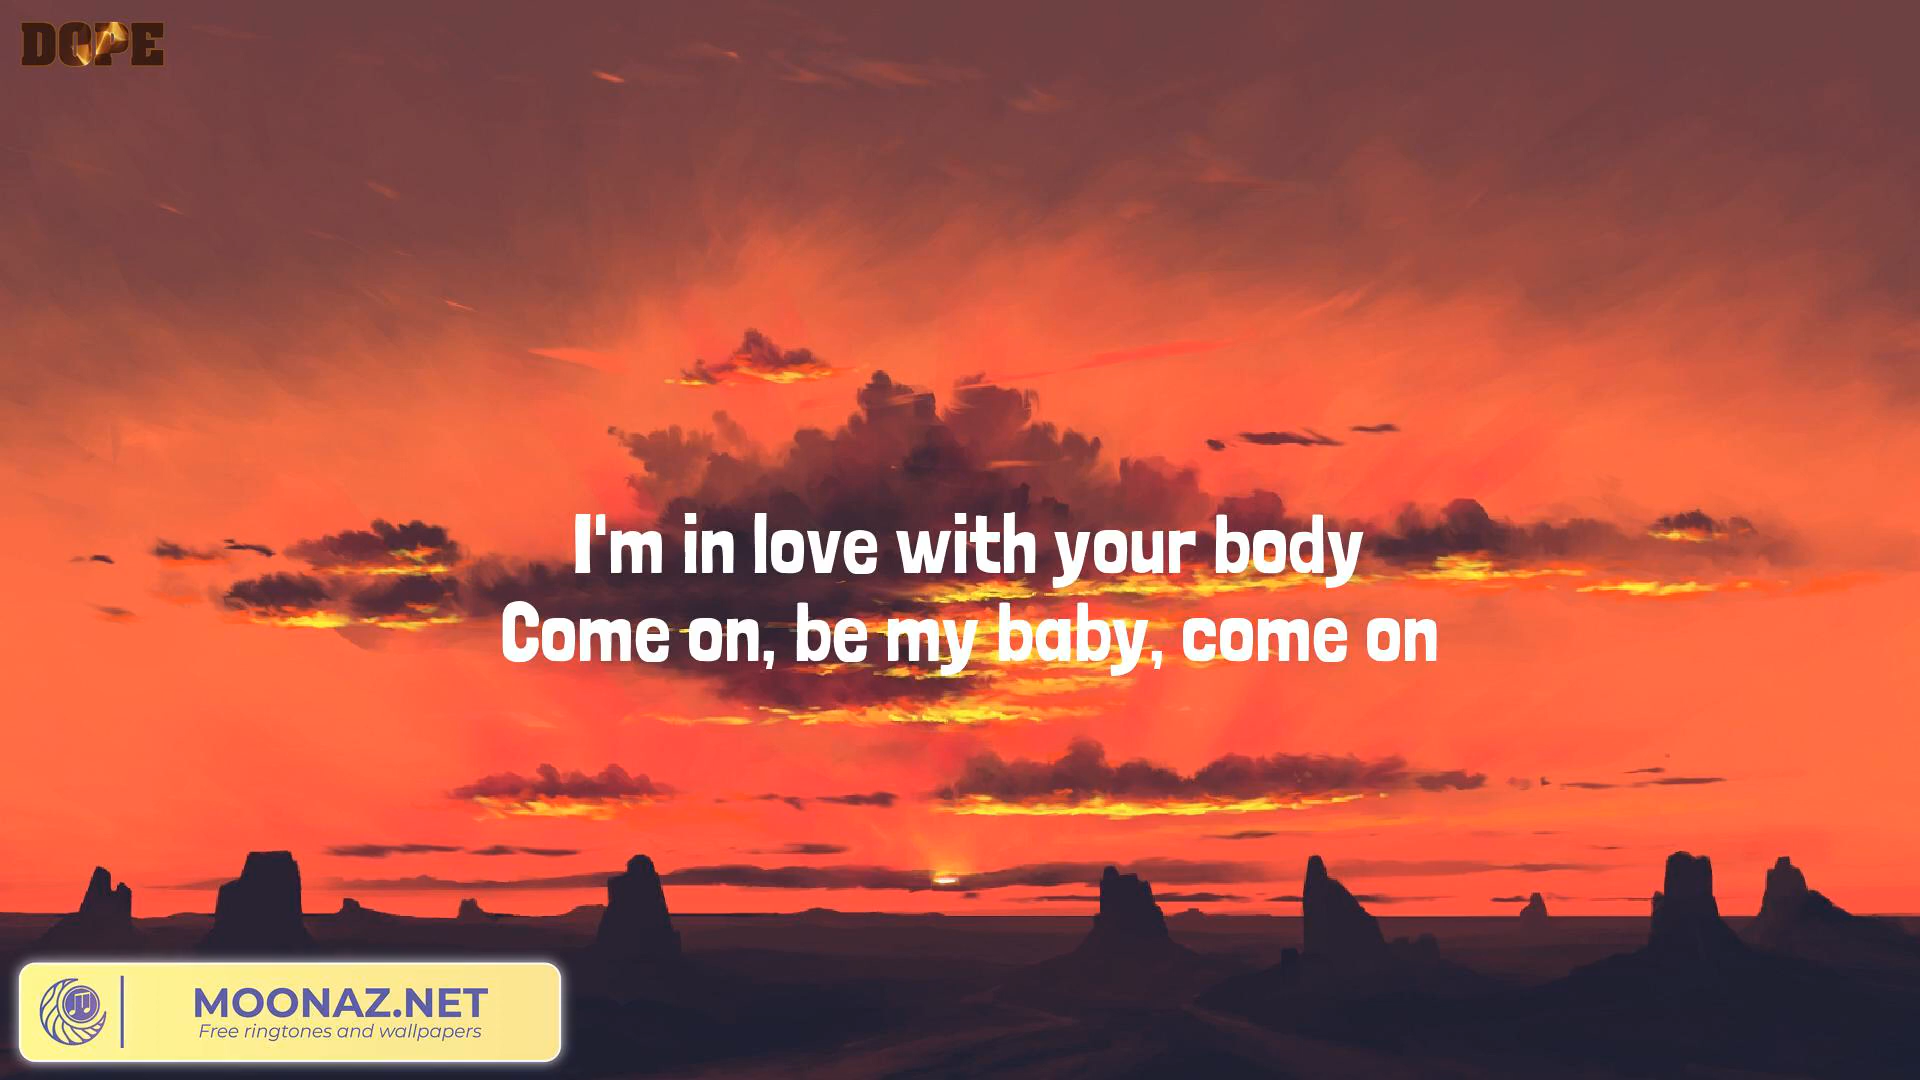 DOPE
I'm in love with your body
Come on, be my baby, come on
MOONAZ.NET
Free ringtones and wallpapers